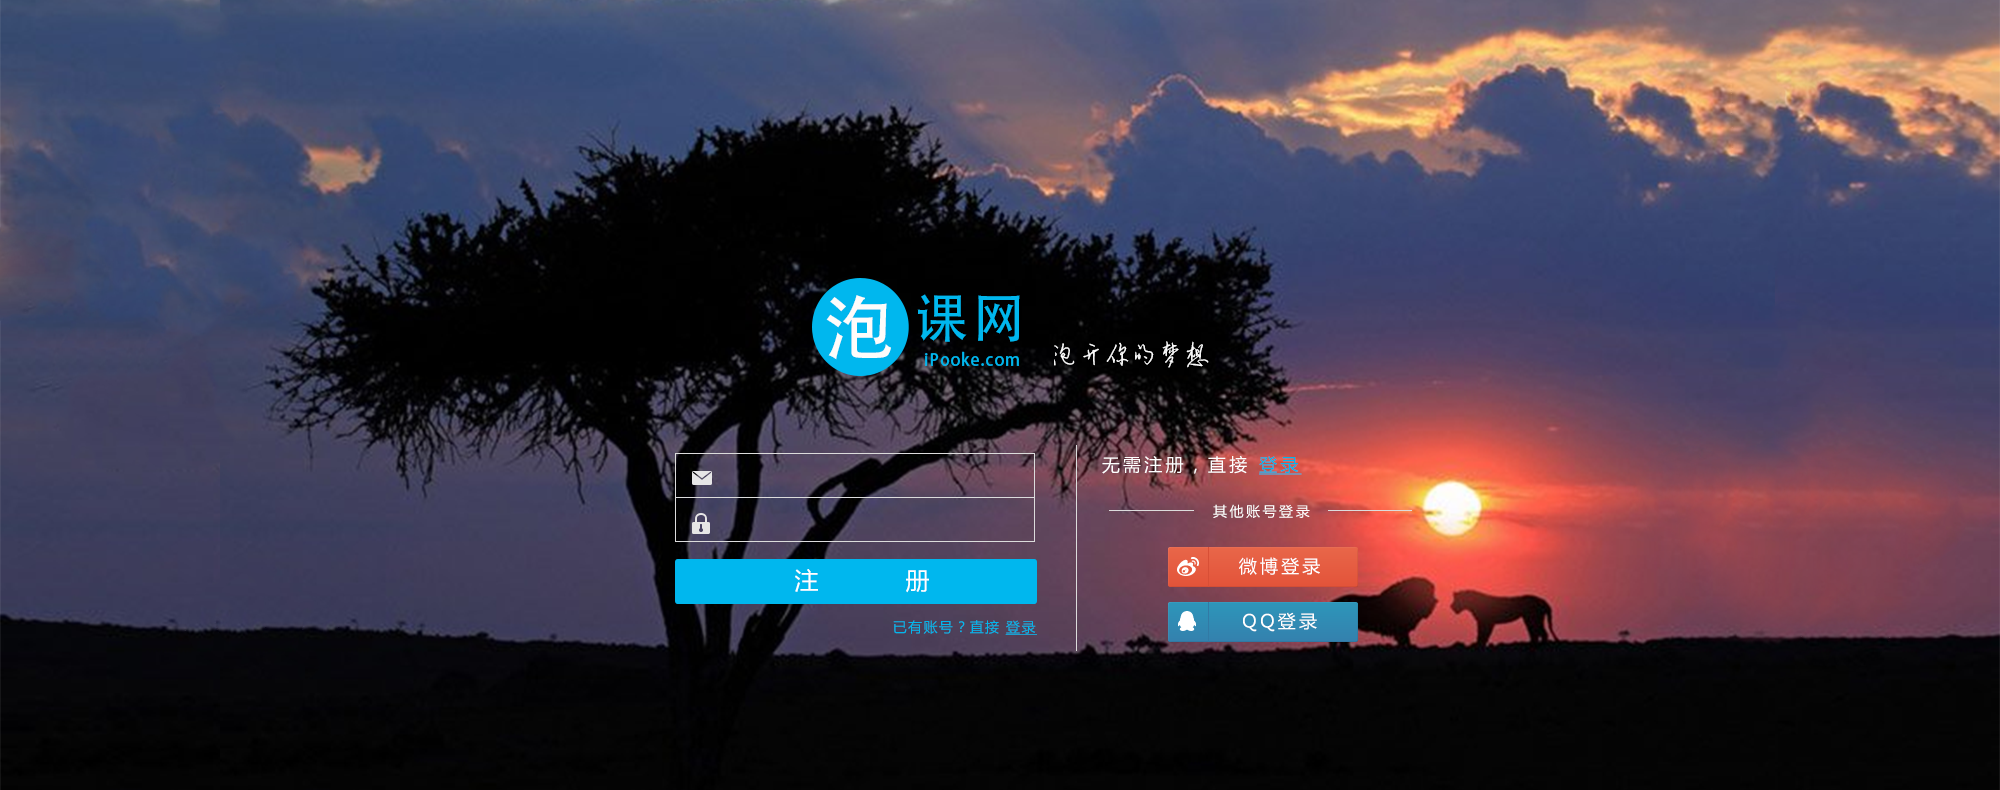 泡课网
iPooke.com
泡开你的梦想
无需注册，直接 登录
其他账号登录
注 册
微博登录
QQ登录
已有账号？直接 登录